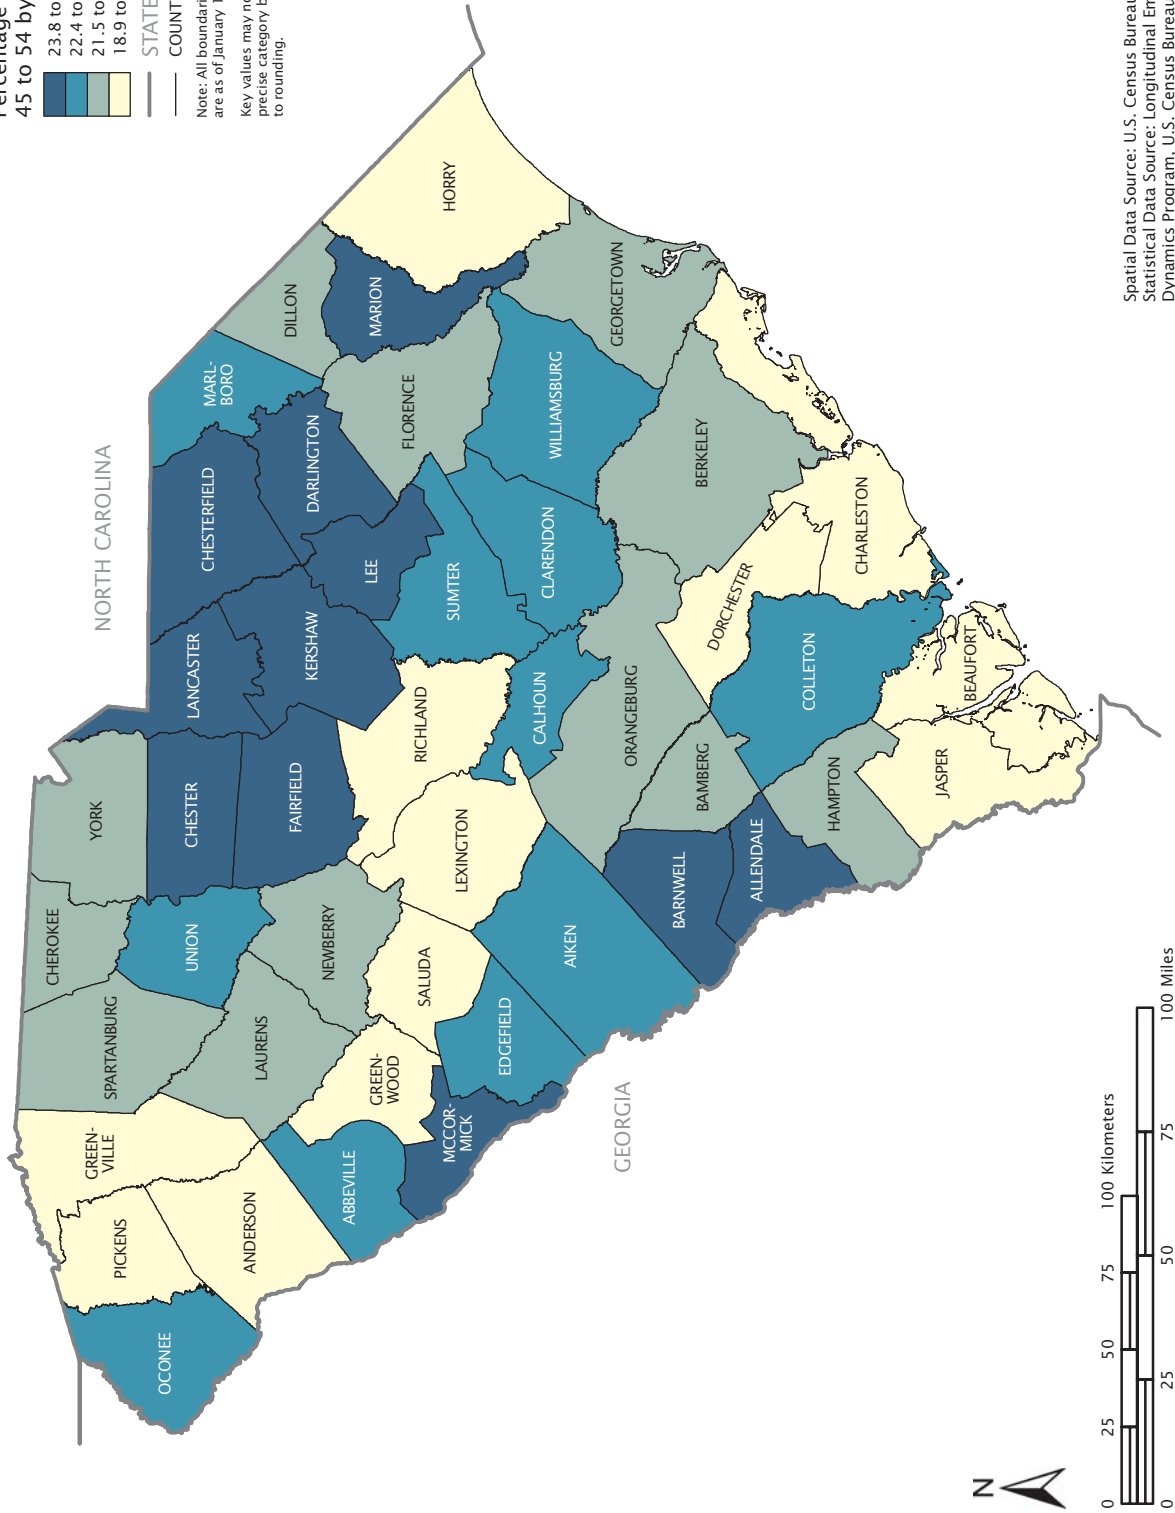 Percentage
45 to 54 by
23.8 to
22.4 to
21.5 to
18.9 to
STATE
COUNT
Note: All boundari
are as of January 1
Key values may no
precise category b
to rounding.
NORTH CAROLINA
GEORGIA
OCONEE
PICKENS
GREEN-
VILLE
SPARTANBURG
CHEROKEE
YORK
ANDERSON
LAURENS
UNION
CHESTER
LANCASTER
CHESTERFIELD
MARL-
BORO
ABBEVILLE
GREEN-
WOOD
NEWBERRY
FAIRFIELD
KERSHAW
LEE
DARLINGTON
DILLON
MCCOR-
MICK
EDGEFIELD
SALUDA
LEXINGTON
RICHLAND
SUMTER
FLORENCE
MARION
HORRY
AIKEN
CALHOUN
CLARENDON
WILLIAMSBURG
GEORGETOWN
BARNWELL
BAMBERG
ORANGEBURG
BERKELEY
ALLENDALE
HAMPTON
COLLETON
DORCHESTER
CHARLESTON
JASPER
BEAUFORT
N
0 25 50 75 100 Kilometers
0 25 50 75 100 Miles
Spatial Data Source: U.S. Census Bureau
Statistical Data Source: Longitudinal Em
Dynamics Program, U.S. Census Bureau